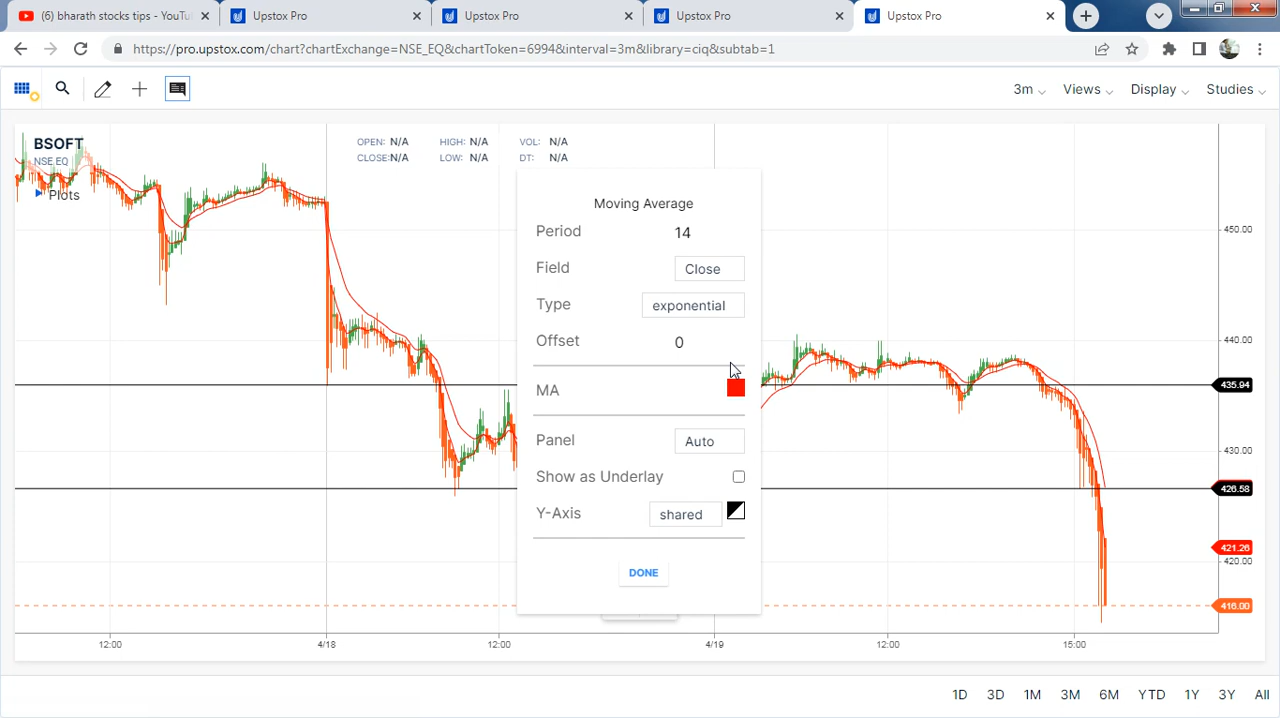 (6) bharath stocks tips - YouTu
Upstox Pro
Upstox Pro
Upstox Pro
Upstox Pro
https://pro.upstox.com/chart?chartExchange=NSE_EQ&chartToken=6994&interval=3m&library=ciq&subtab=1
3m Views Display Studies
BSOFT
NSE EQ
Plots
OPEN: N/A HIGH: N/A VOL: N/A
CLOSE:N/A LOW: N/A DT: N/A
Moving Average
Period 14
Field Close
Type exponential
Offset 0
MA
Panel Auto
Show as Underlay
Y-Axis shared
DONE
450.00
440.00
435.94
430.00
426.58
421.26
420.00
416.00
12:00 4/18 12:00 4/19 12:00 15:00
1D 3D 1M 3M 6M YTD 1Y 3Y All